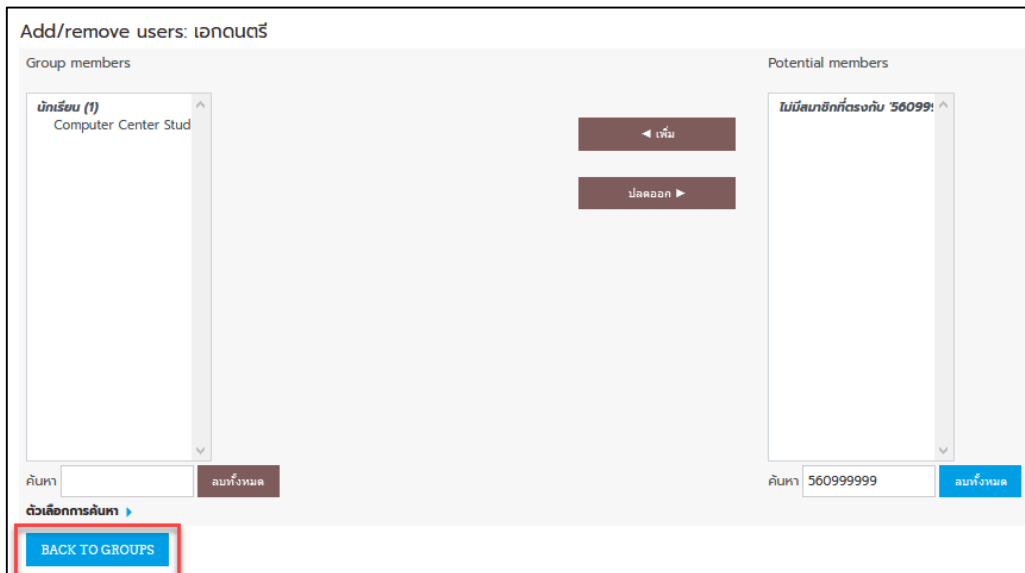 Add/remove users: เอกดนตรี
Group members
Potential members
นักเรียน (1)
Computer Center Stud
ไม่มีสมาชิกที่ตรงกับ '560999
◄ เพิ่ม
ปลดออก ►
ค้นหา
ลบทั้งหมด
ค้นหา 560999999
ลบทั้งหมด
ตัวเลือกการค้นหา
BACK TO GROUPS